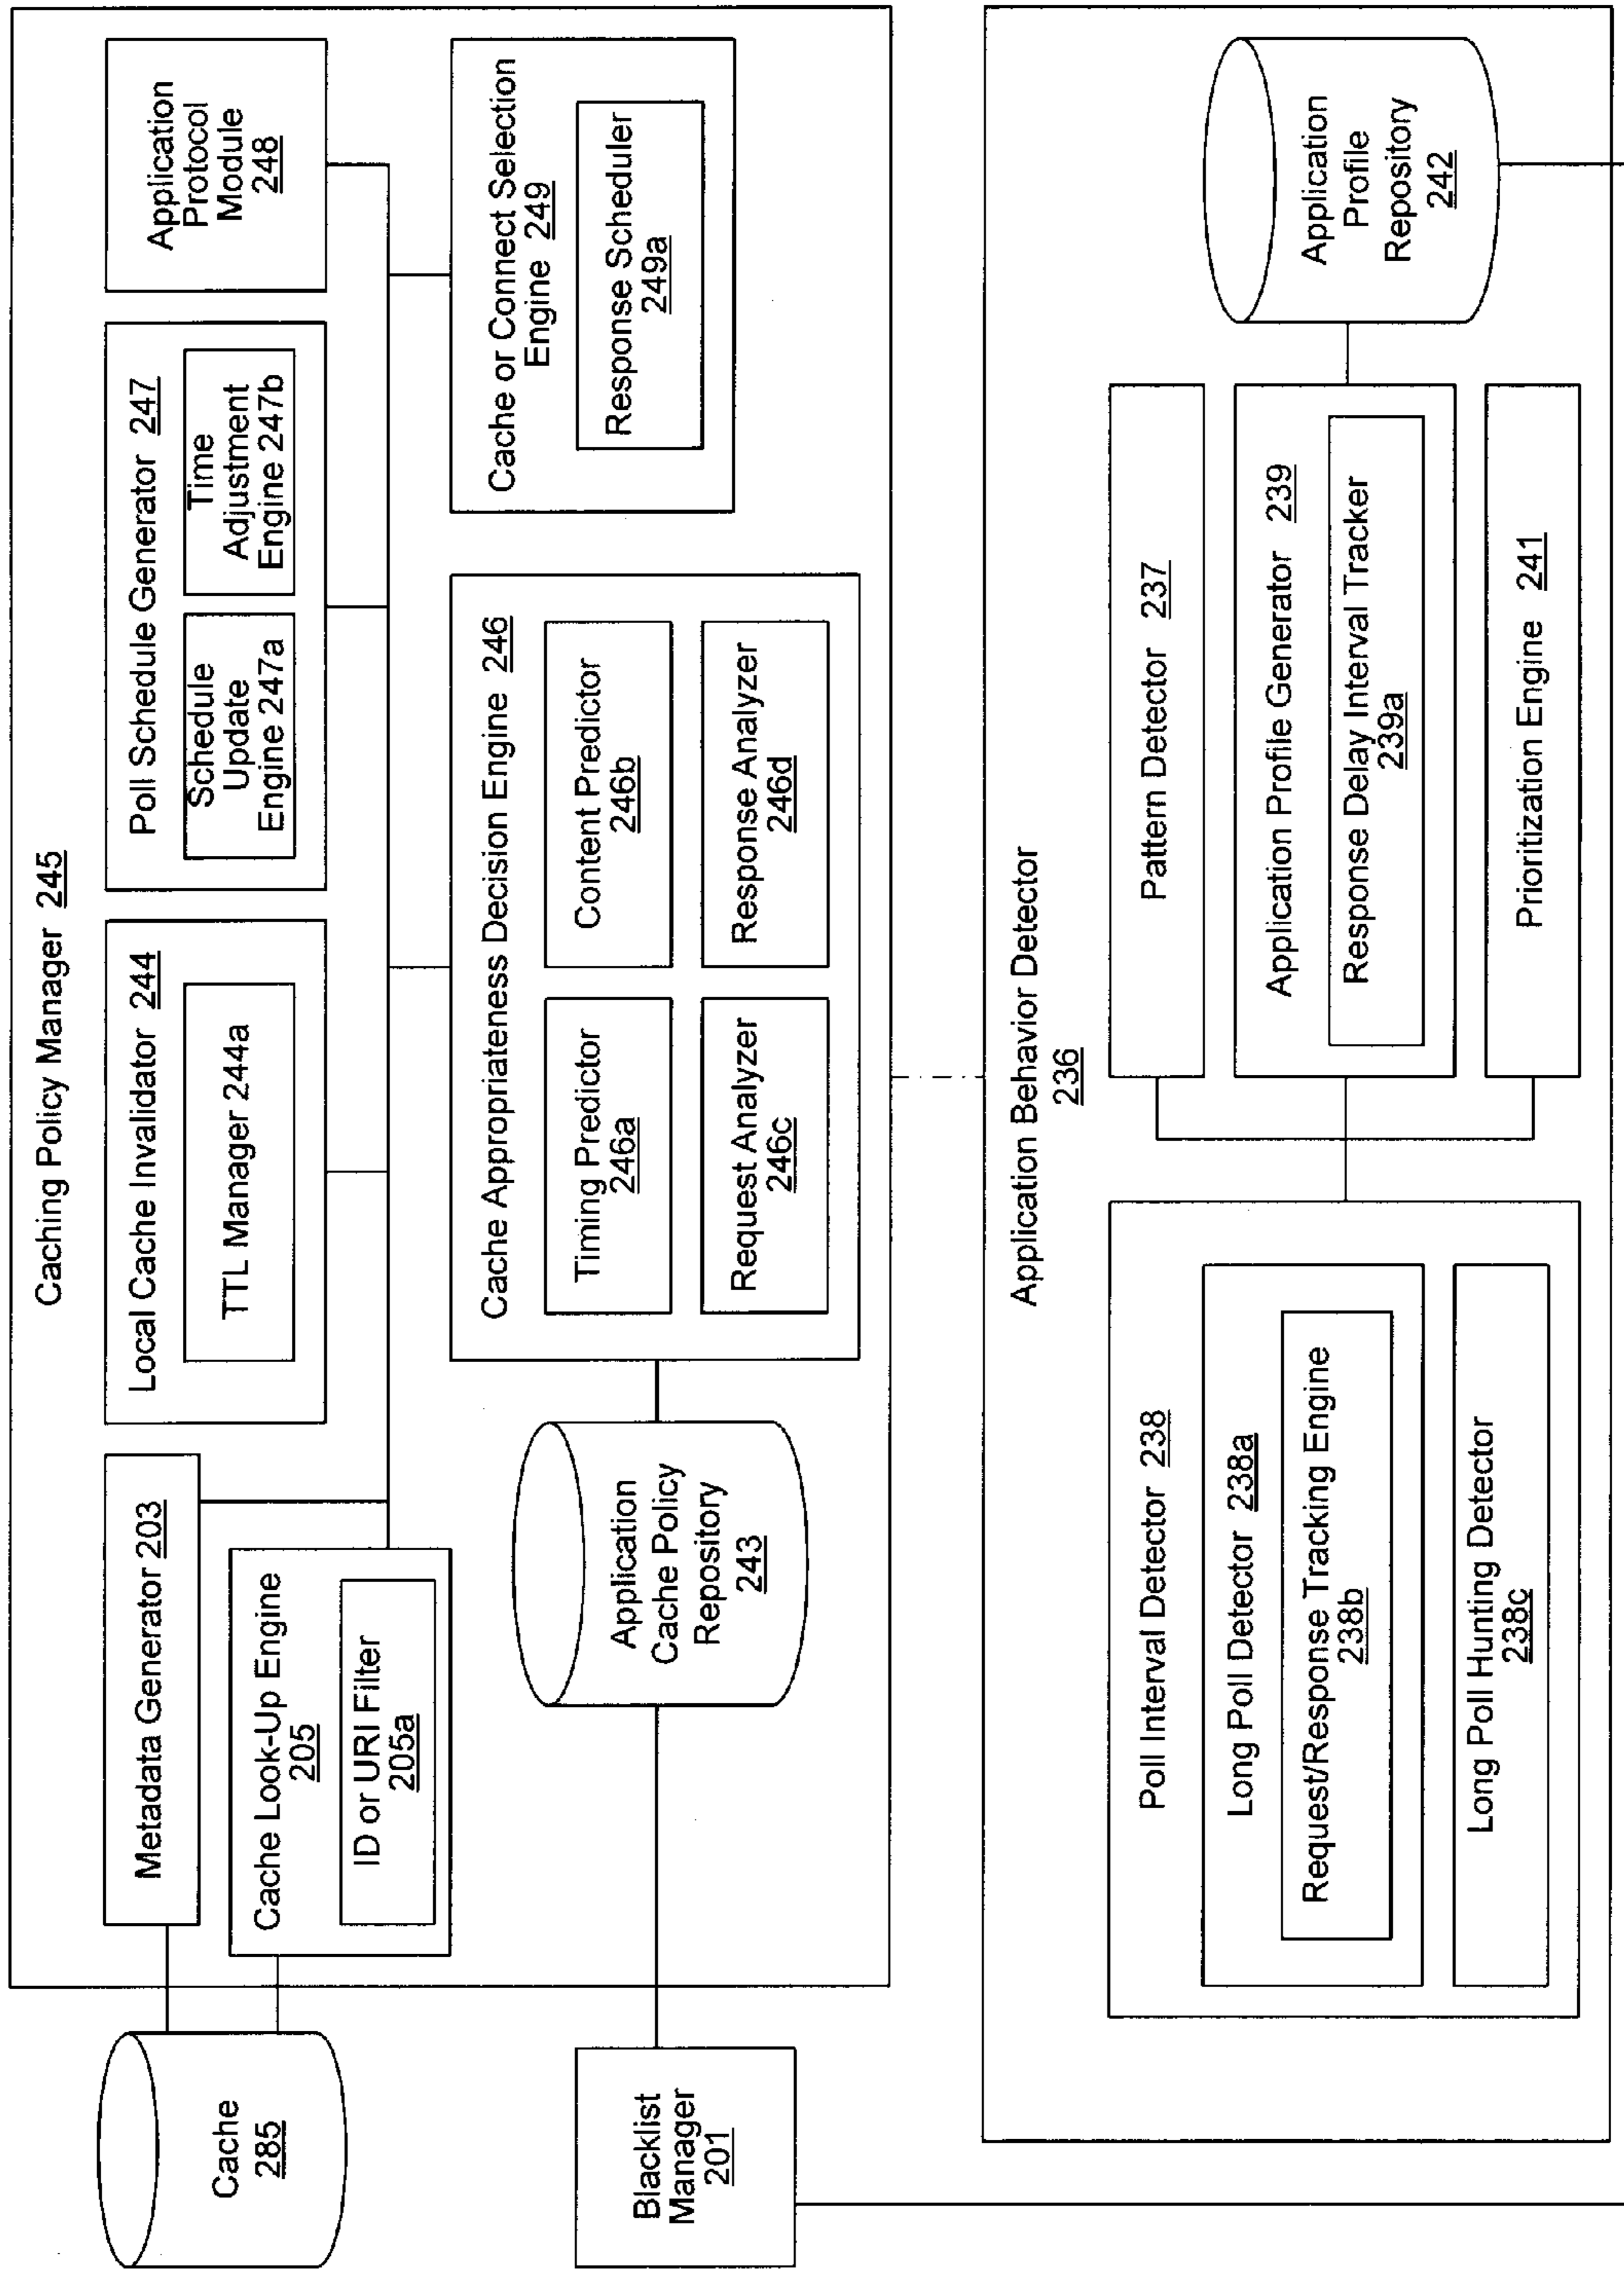 Caching Policy Manager 245
Metadata Generator 203
Cache Look-Up Engine
205
ID or URI Filter
205a
Local Cache Invalidator 244
TTL Manager 244a
Poll Schedule Generator 247
Schedule
Update
Engine 247a
Time
Adjustment
Engine 247b
Application
Protocol
Module
248
Cache
285
Blacklist
Manager
201
Application
Cache Policy
Repository
243
Cache Appropriateness Decision Engine 246
Timing Predictor
246a
Content Predictor
246b
Request Analyzer
246c
Response Analyzer
246d
Cache or Connect Selection
Engine 249
Response Scheduler
249a
Application Behavior Detector
236
Poll Interval Detector 238
Long Poll Detector 238a
Request/Response Tracking Engine
238b
Long Poll Hunting Detector
238c
Pattern Detector 237
Application Profile Generator 239
Response Delay Interval Tracker
239a
Prioritization Engine 241
Application
Profile
Repository
242